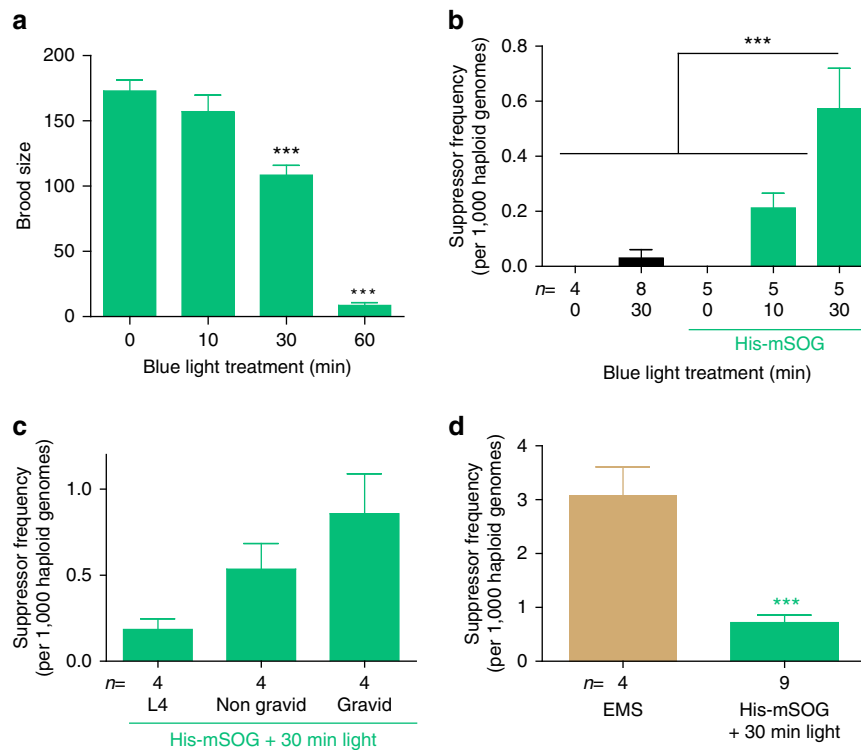 a
200
150
100
50
0
Brood size
***
***
0 10 30 60
Blue light treatment (min)
b
0.8
0.6
0.4
0.2
0.0
Suppressor frequency
(per 1,000 haploid genomes)
***
n= 4 8 5 5 5
0 30 0 10 30
His-mSOG
Blue light treatment (min)
c
1.0
0.5
0.0
Suppressor frequency
(per 1,000 haploid genomes)
n= 4 4 4
L4 Non gravid Gravid
His-mSOG + 30 min light
d
4
3
2
1
0
Suppressor frequency
(per 1,000 haploid genomes)
***
n= 4 9
EMS His-mSOG
+ 30 min light